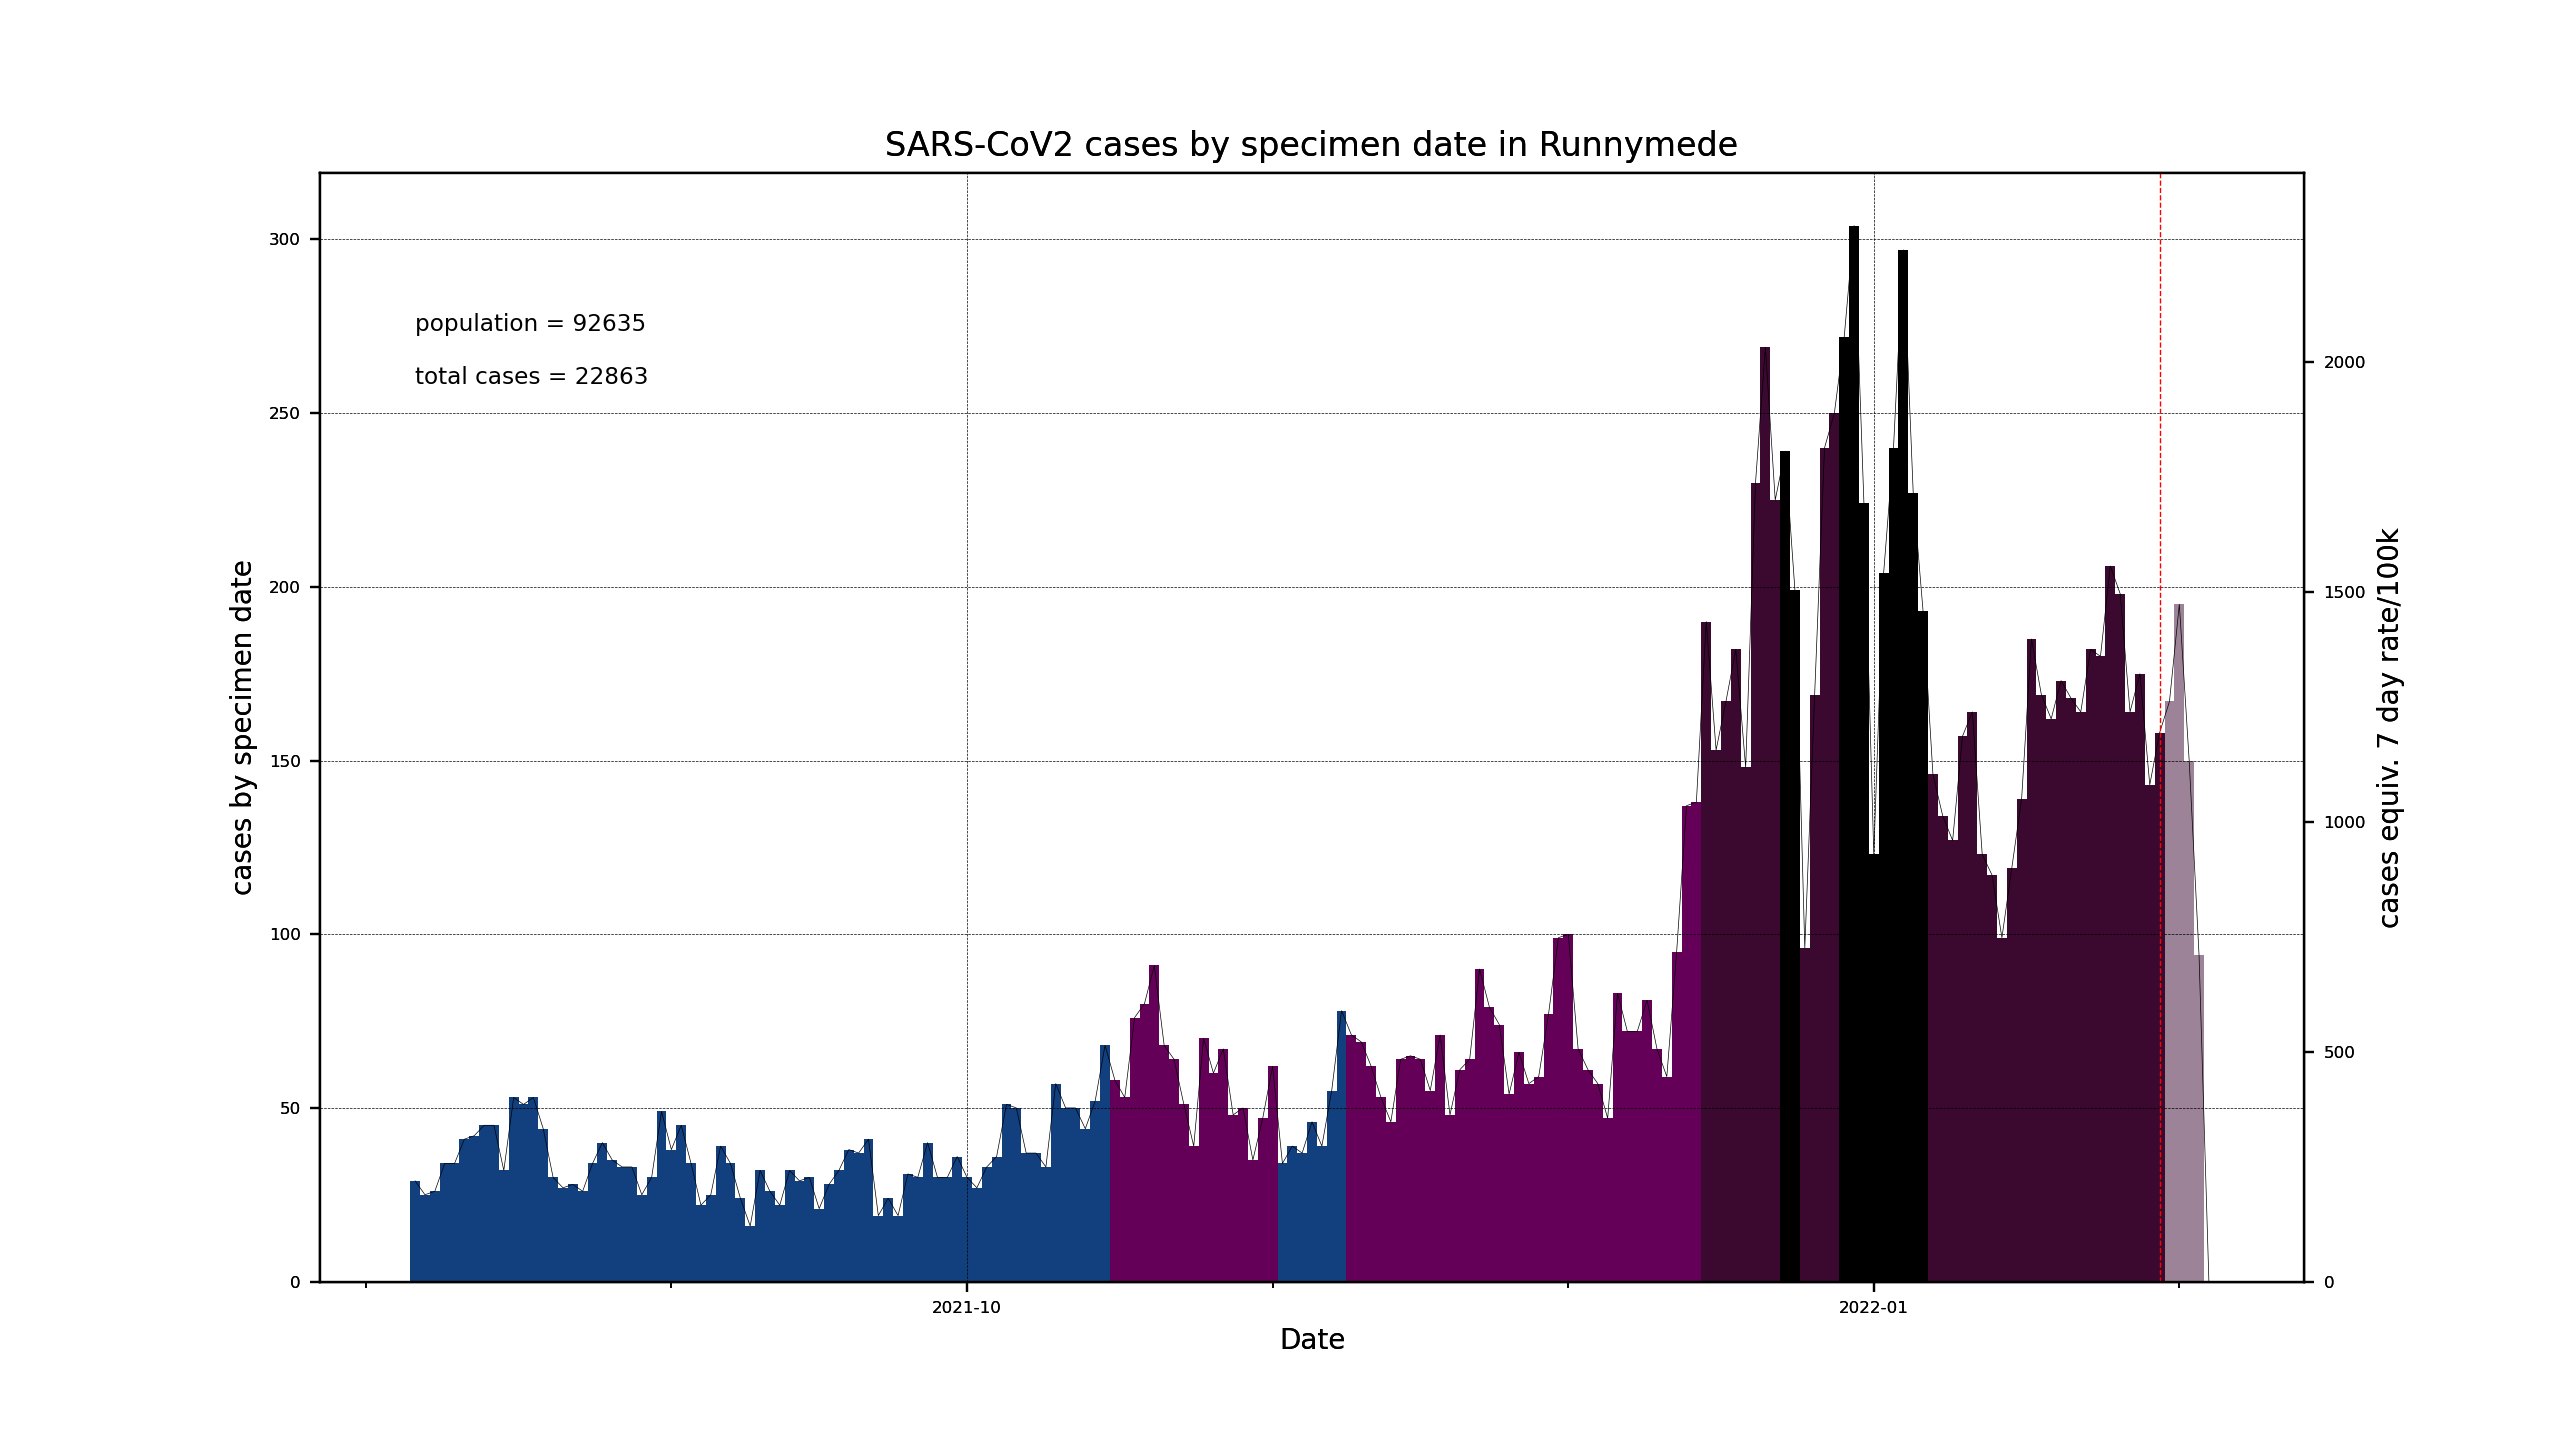 SARS-CoV2 cases by specimen date in Runnymede
population = 92635
total cases = 22863
cases by specimen date
300
250
200
150
100
50
0
2000
1500
1000
500
0
cases equiv. 7 day rate/100k
2021-10
2022-01
Date